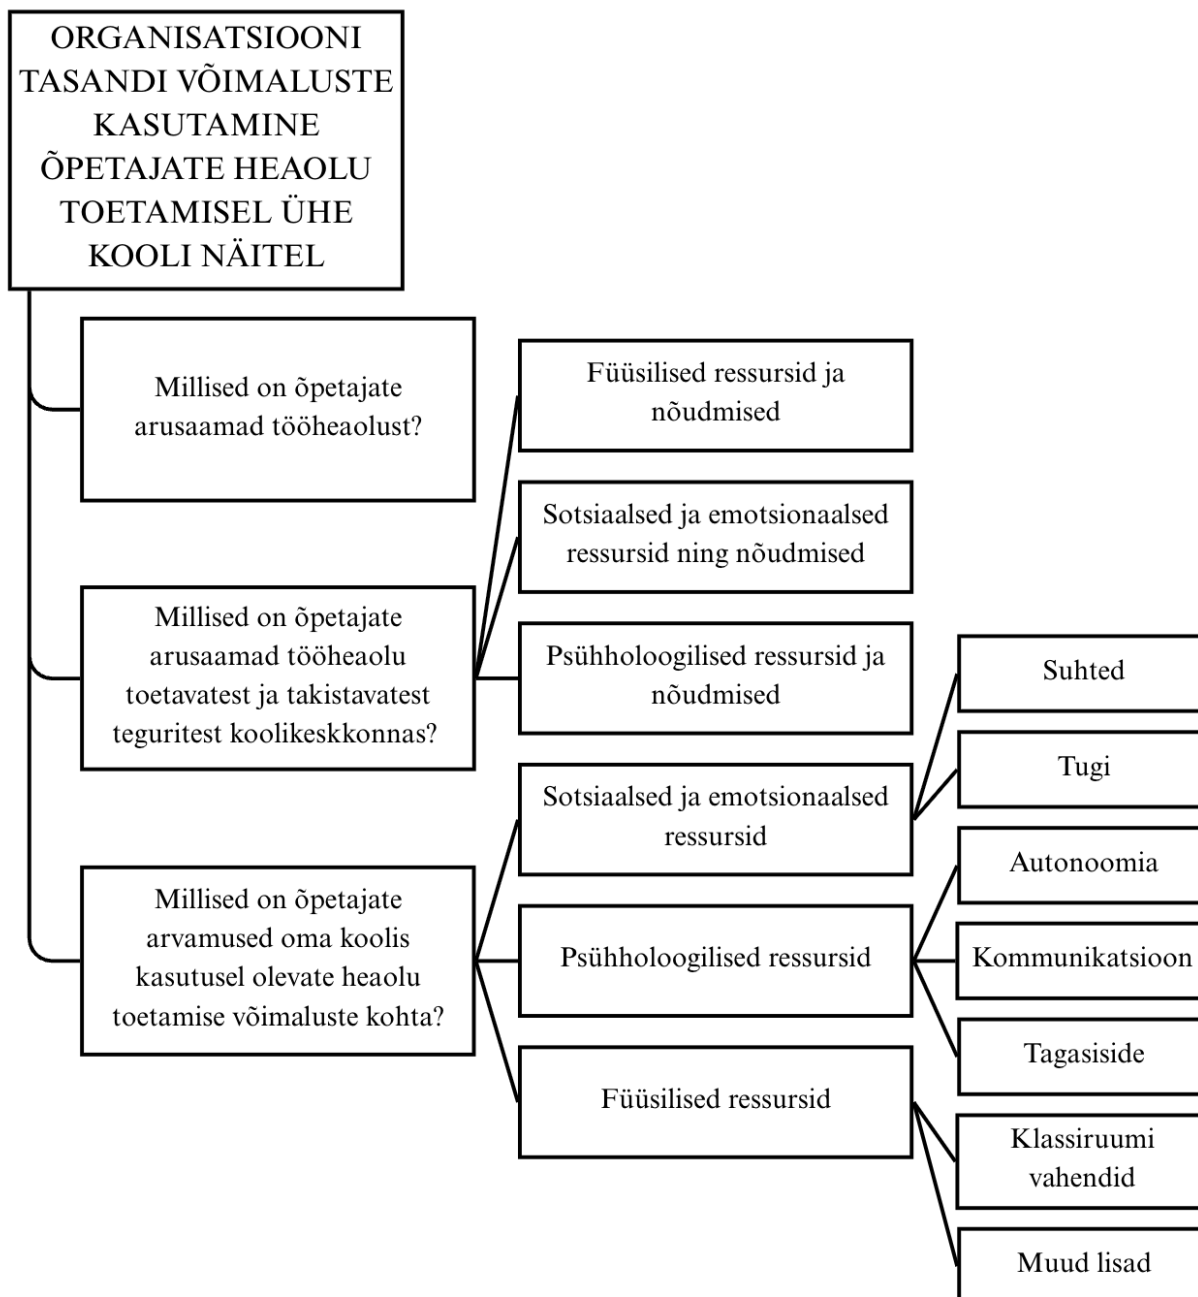 ORGANISATSIOONI
TASANDI VÕIMALUSTE
KASUTAMINE
ÕPETAJATE HEAOLU
TOETAMISEL ÜHE
KOOLI NÄITEL
Millised on õpetajate
arusaamad tööheaolust?
Millised on õpetajate
arusaamad tööheaolu
toetavatest ja takistavatest
teguritest koolikeskkonnas?
Füüsilised ressursid ja
nõudmised
Sotsiaalsed ja emotsionaalsed
ressursid ning nõudmised
Psühholoogilised ressursid ja
nõudmised
Millised on õpetajate
arvamused oma koolis
kasutusel olevate heaolu
toetamise võimaluste kohta?
Sotsiaalsed ja emotsionaalsed
ressursid
Suhted
Tugi
Psühholoogilised ressursid
Autonoomia
Kommunikatsioon
Tagasiside
Füüsilised ressursid
Klassiruumi
vahendid
Muud lisad